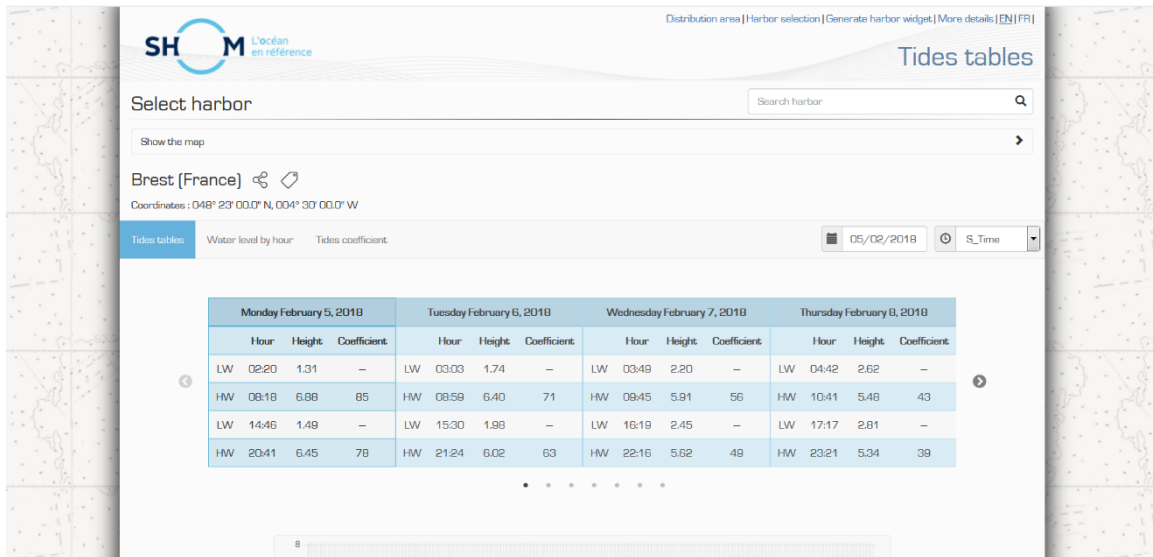 Distribution area | Harbor selection | Generate harbor widget | More details | EN | FR |
SHOM L'océan
en référence
Tides tables
Select harbor
Search harbor
Show the map
Brest (France)
Coordinates : 048° 23' 00.0" N, 004° 30' 00.0" W
Tides tables Water level by hour Tides coefficient 05/02/2018 S_Time
Monday February 5, 2018 Tuesday February 6, 2018 Wednesday February 7, 2018 Thursday February 8, 2018
Hour Height Coefficient Hour Height Coefficient Hour Height Coefficient Hour Height Coefficient
LW 02:20 1.31 — LW 03:03 1.74 — LW 03:49 2.20 — LW 04:42 2.62 —
HW 08:18 6.88 85 HW 08:59 6.40 71 HW 09:45 5.91 56 HW 10:41 5.48 43
LW 14:46 1.49 — LW 15:30 1.98 — LW 16:19 2.45 — LW 17:17 2.81 —
HW 20:41 6.45 78 HW 21:24 6.02 63 HW 22:16 5.62 49 HW 23:21 5.34 39
8